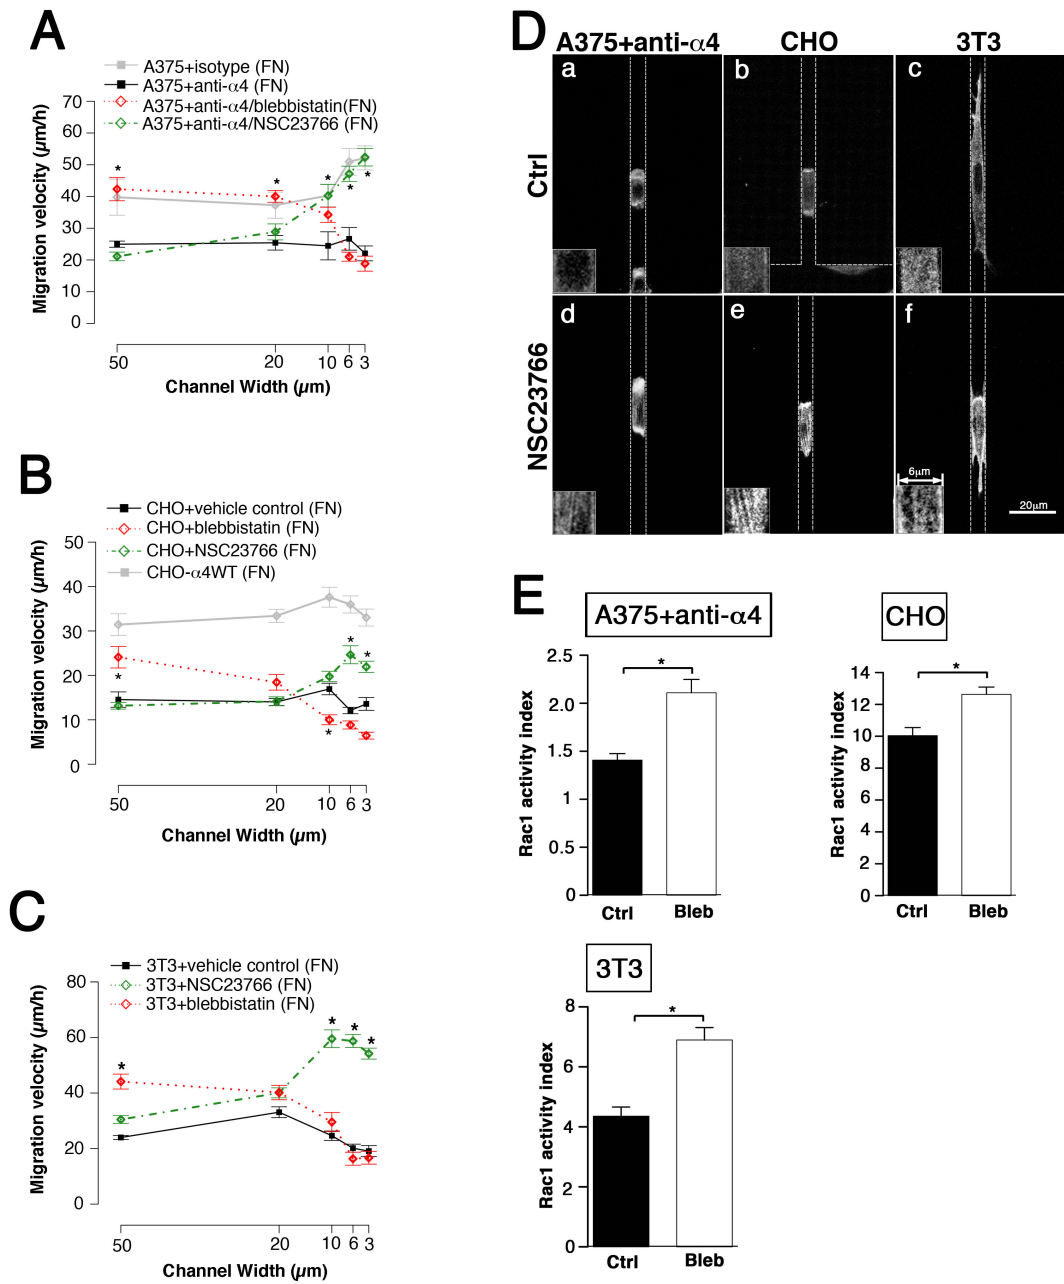 A
A375+isotype (FN)
A375+anti-α4 (FN)
A375+anti-α4/blebbistatin(FN)
A375+anti-α4/NSC23766 (FN)
Migration velocity (µm/h)
70
60
50
40
30
20
10
0
*
*
*
*
*
50
20
10
6
3
Channel Width (µm)
B
CHO+vehicle control (FN)
CHO+blebbistatin (FN)
CHO+NSC23766 (FN)
CHO-α4WT (FN)
Migration velocity (µm/h)
50
40
30
20
10
0
*
*
*
*
50
20
10
6
3
Channel Width (µm)
C
3T3+vehicle control (FN)
3T3+NSC23766 (FN)
3T3+blebbistatin (FN)
Migration velocity (µm/h)
80
60
40
20
0
*
*
*
*
50
20
10
6
3
Channel Width (µm)
D
A375+anti-α4
CHO
3T3
Ctrl
a
b
c
NSC23766
d
e
f
6µm
20µm
E
A375+anti-α4
Rac1 activity index
2.5
2.0
1.5
1
0.5
0
*
Ctrl
Bleb
CHO
Rac1 activity index
14
12
10
8
6
4
2
0
*
Ctrl
Bleb
3T3
Rac1 activity index
8
6
4
2
0
*
Ctrl
Bleb